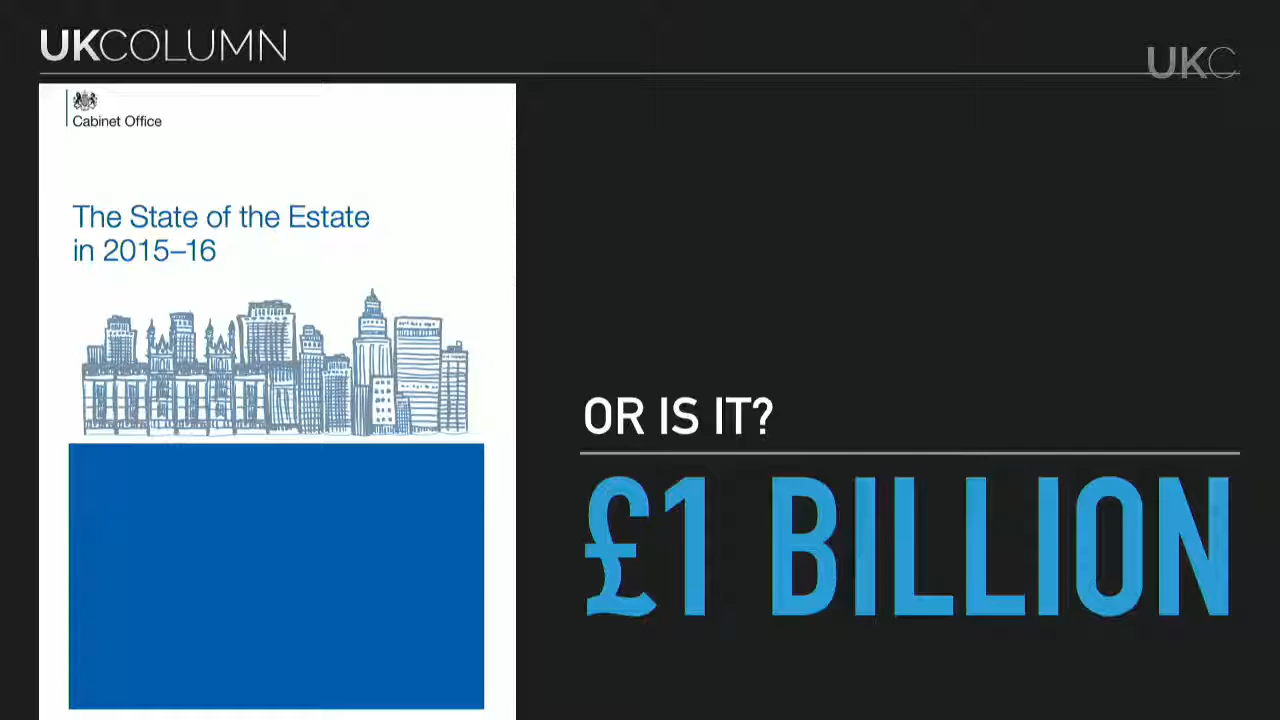 UKCOLUMN
UKC
Cabinet Office
The State of the Estate
in 2015–16
OR IS IT?
£1 BILLION